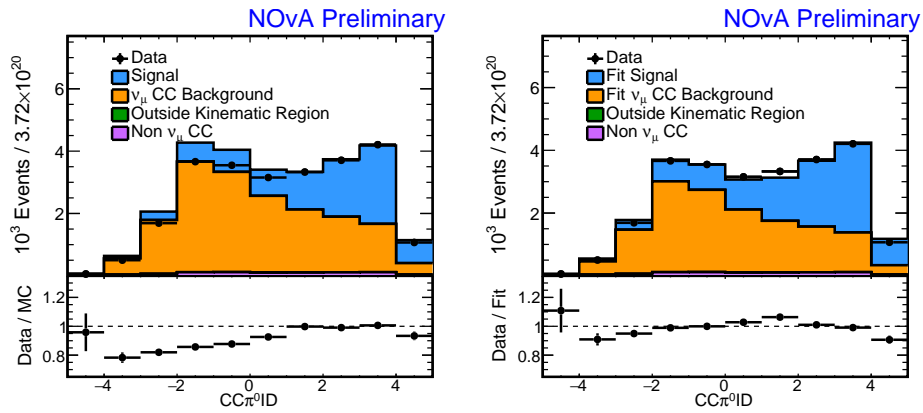 NOvA Preliminary
Data
Signal
νμ CC Background
Outside Kinematic Region
Non νμ CC
10³ Events / 3.72×10²⁰
6
4
2
Data / MC
1.2
1
0.8
−4 −2 0 2 4
CCπ⁰ID
NOvA Preliminary
Data
Fit Signal
Fit νμ CC Background
Outside Kinematic Region
Non νμ CC
10³ Events / 3.72×10²⁰
6
4
2
Data / Fit
1.2
1
0.8
−4 −2 0 2 4
CCπ⁰ID